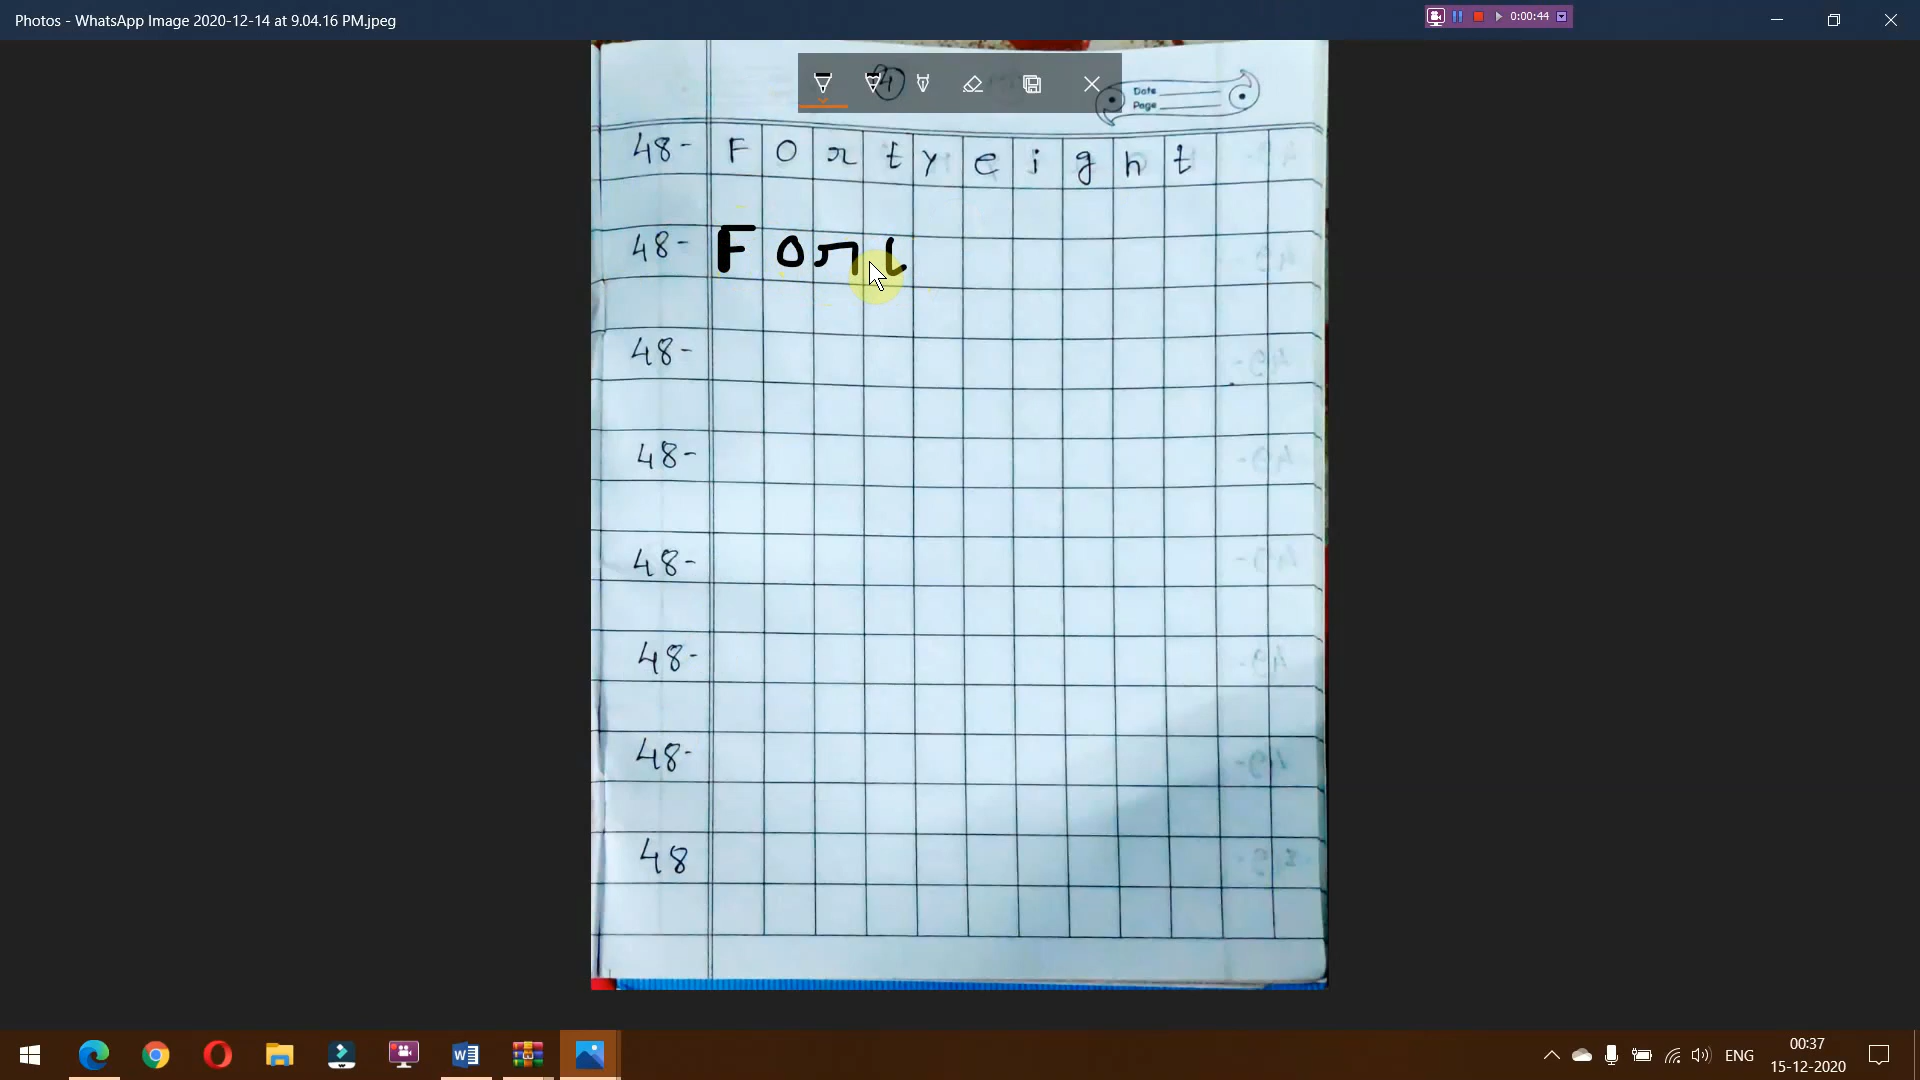 Photos - WhatsApp Image 2020-12-14 at 9.04.16 PM.jpeg
0:00:44
4
Date
Page
48- F O r t y e i g h t
48- F O r t
48-
48-
48-
48-
48-
48
ENG
00:37
15-12-2020